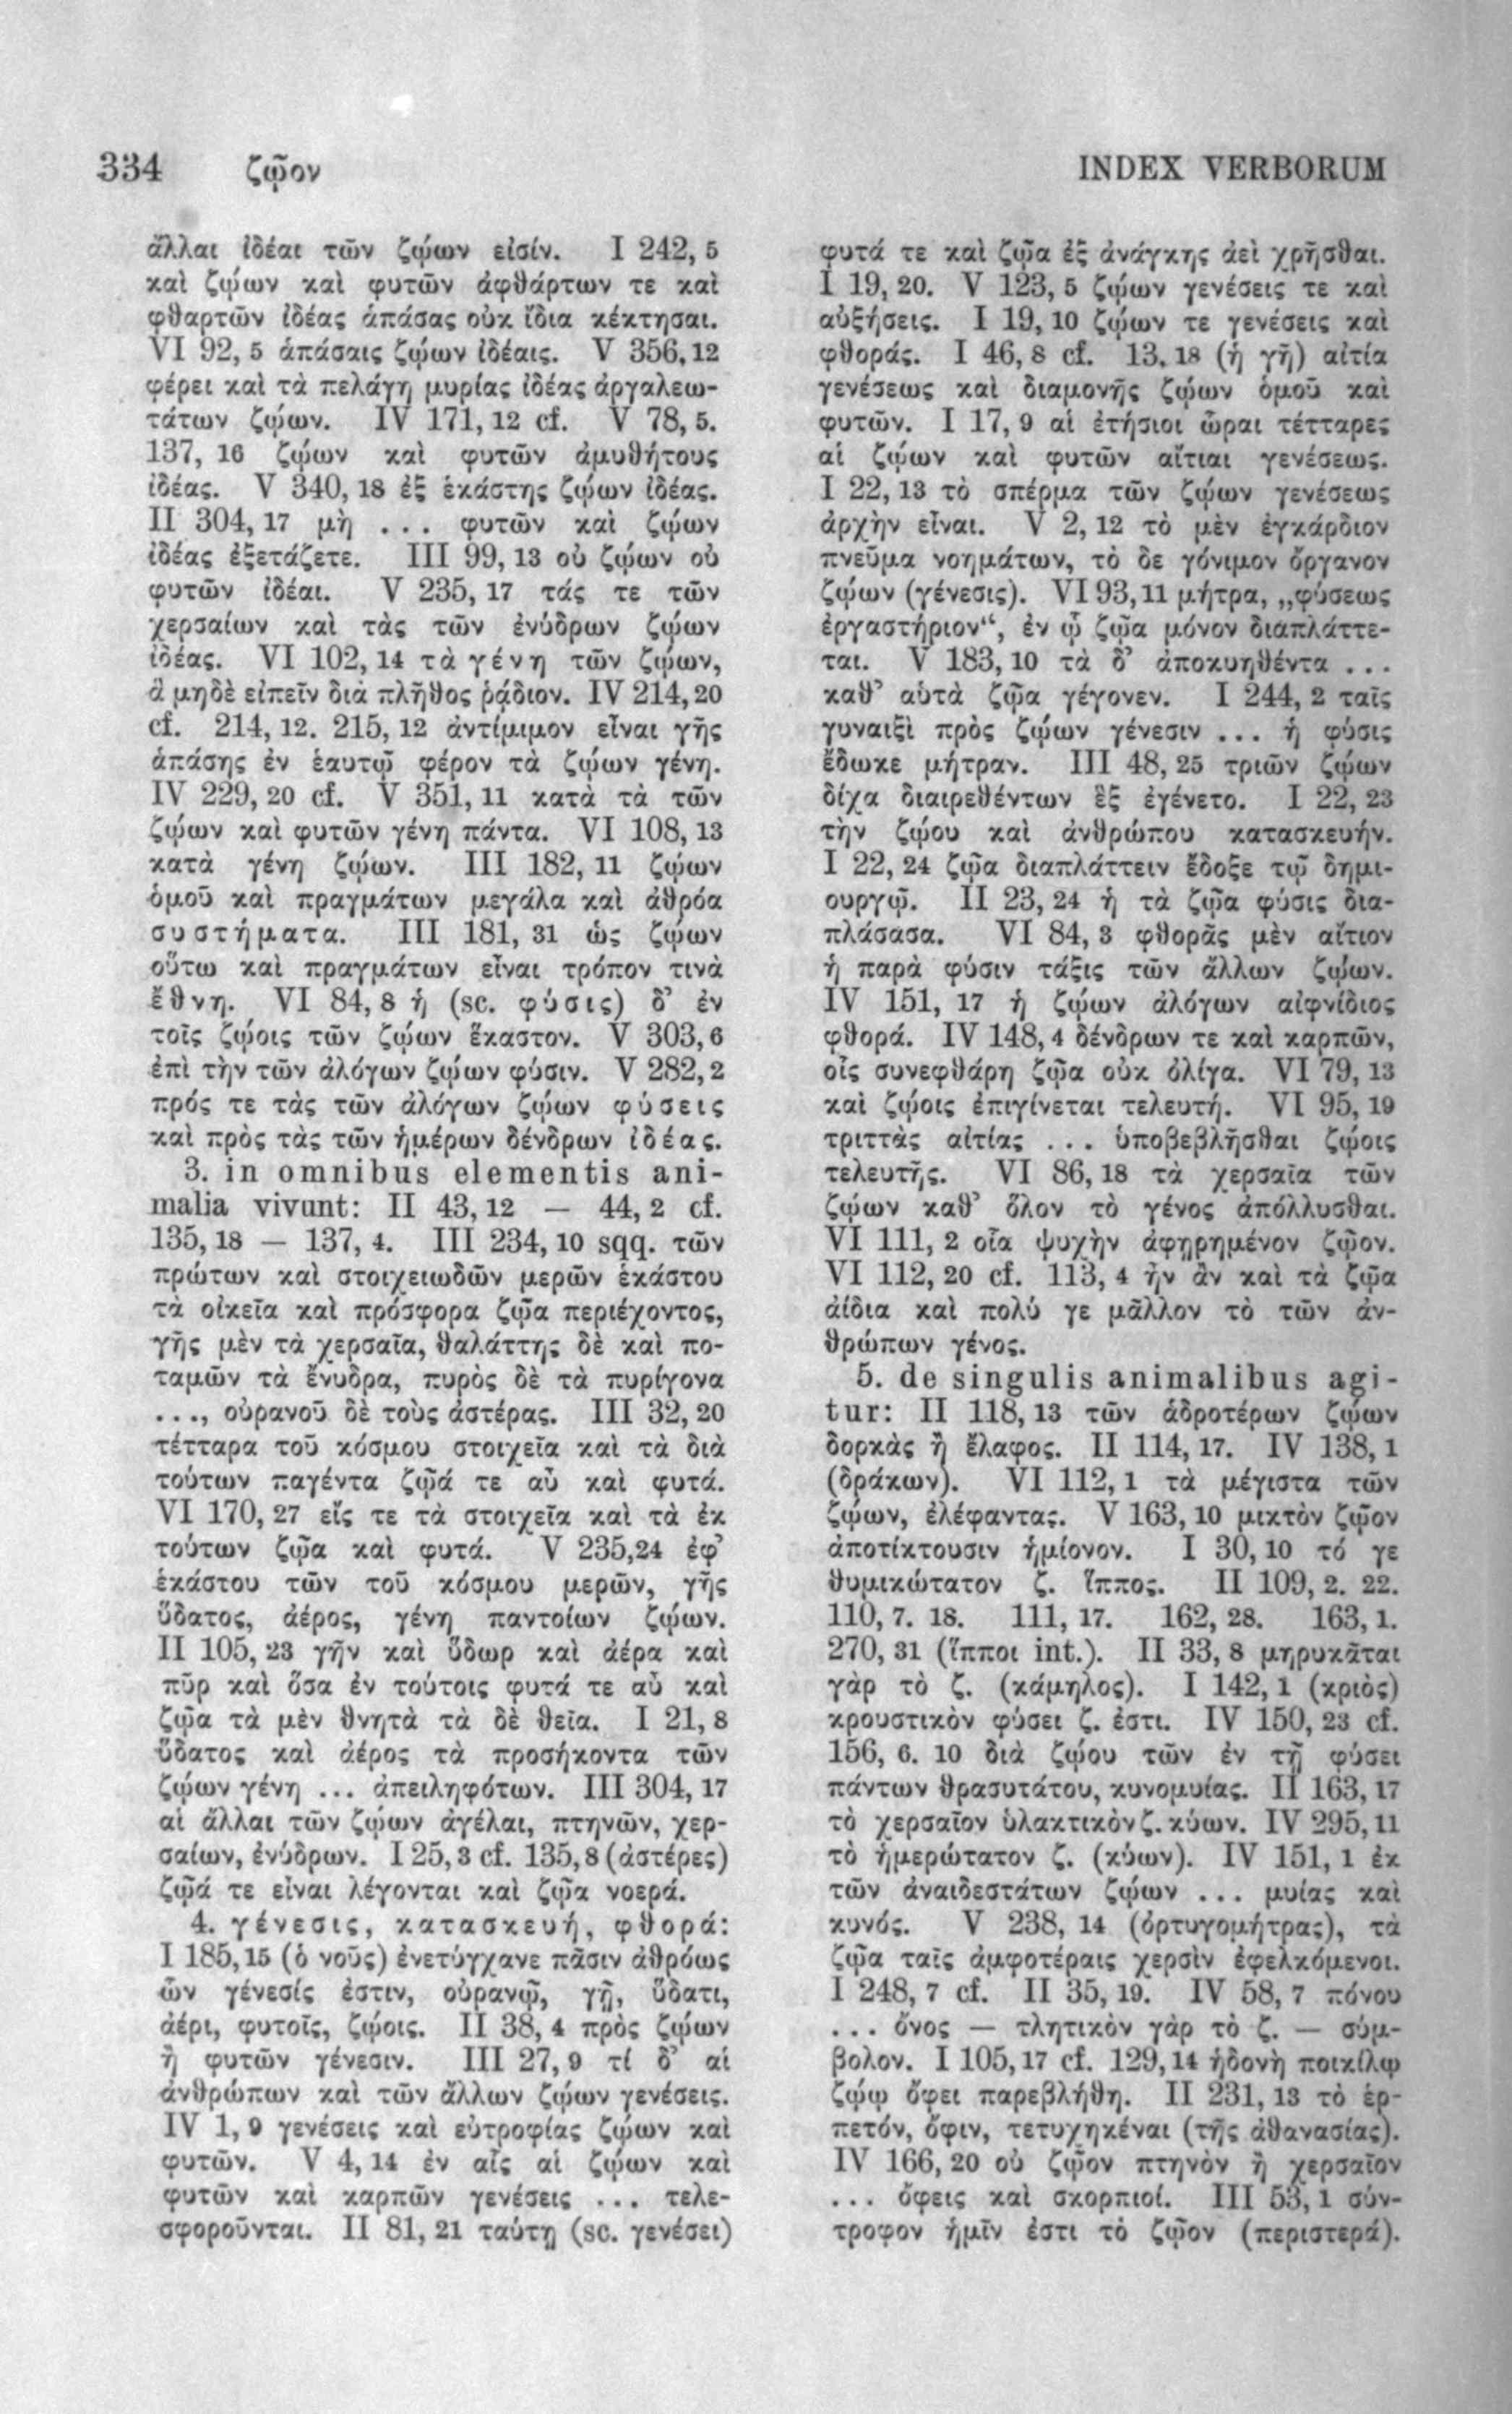 334 ζῷον
INDEX VERBORUM
ἄλλαι ἰδέαι τῶν ζῴων εἰσίν. I 242, 5
καὶ ζῴων καὶ φυτῶν ἀφθάρτων τε καὶ
φθαρτῶν ἰδέας ἁπάσας οὐκ ἴδια κέκτησαι.
VI 92, 5 ἁπάσαις ζῴων ἰδέαις. V 356, 12
φέρει καὶ τὰ πελάγη μυρίας ἰδέας ἀργαλεω-
τάτων ζῴων. IV 171, 12 cf. V 78, 5.
137, 16 ζῴων καὶ φυτῶν ἀμυθήτους
ἰδέας. V 340, 18 ἐξ ἑκάστης ζῴων ἰδέας.
II 304, 17 μὴ ... φυτῶν καὶ ζῴων
ἰδέας ἐξετάζετε. III 99, 13 οὐ ζῴων οὐ
φυτῶν ἰδέαι. V 235, 17 τάς τε τῶν
χερσαίων καὶ τὰς τῶν ἐνύδρων ζῴων
ἰδέας. VI 102, 14 τὰ γένη τῶν ζῴων,
ἃ μηδὲ εἰπεῖν διὰ πλῆθος ῥᾴδιον. IV 214, 20
cf. 214, 12. 215, 12 ἀντίμιμον εἶναι γῆς
ἁπάσης ἐν ἑαυτῷ φέρον τὰ ζῴων γένη.
IV 229, 20 cf. V 351, 11 κατὰ τὰ τῶν
ζῴων καὶ φυτῶν γένη πάντα. VI 108, 13
κατὰ γένη ζῴων. III 182, 11 ζῴων
ὁμοῦ καὶ πραγμάτων μεγάλα καὶ ἀθρόα
συστήματα. III 181, 31 ὡς ζῴων
οὕτω καὶ πραγμάτων εἶναι τρόπον τινὰ
ἔθνη. VI 84, 8 ἡ (sc. φύσις) δ’ ἐν
τοῖς ζῴοις τῶν ζῴων ἕκαστον. V 303, 6
ἐπὶ τὴν τῶν ἀλόγων ζῴων φύσιν. V 282, 2
πρός τε τὰς τῶν ἀλόγων ζῴων φύσεις
καὶ πρὸς τὰς τῶν ἡμέρων δένδρων ἰδέας.
3. in omnibus elementis ani-
malia vivunt: II 43, 12 — 44, 2 cf.
135, 18 — 137, 4. III 234, 10 sqq. τῶν
πρώτων καὶ στοιχειωδῶν μερῶν ἑκάστου
τὰ οἰκεῖα καὶ πρόσφορα ζῷα περιέχοντος,
γῆς μὲν τὰ χερσαῖα, θαλάττης δὲ καὶ πο-
ταμῶν τὰ ἔνυδρα, πυρὸς δὲ τὰ πυρίγονα
..., οὐρανοῦ δὲ τοὺς ἀστέρας. III 32, 20
τέτταρα τοῦ κόσμου στοιχεῖα καὶ τὰ διὰ
τούτων παγέντα ζῷά τε αὖ καὶ φυτά.
VI 170, 27 εἴς τε τὰ στοιχεῖα καὶ τὰ ἐκ
τούτων ζῷα καὶ φυτά. V 235,24 ἐφ’
ἑκάστου τῶν τοῦ κόσμου μερῶν, γῆς
ὕδατος, ἀέρος, γένη παντοίων ζῴων.
II 105, 23 γῆν καὶ ὕδωρ καὶ ἀέρα καὶ
πῦρ καὶ ὅσα ἐν τούτοις φυτά τε αὖ καὶ
ζῷα τὰ μὲν θνητὰ τὰ δὲ θεῖα. I 21, 8
ὕδατος καὶ ἀέρος τὰ προσήκοντα τῶν
ζῴων γένη ... ἀπειληφότων. III 304, 17
αἱ ἄλλαι τῶν ζῴων ἀγέλαι, πτηνῶν, χερ-
σαίων, ἐνύδρων. I 25, 3 cf. 135, 8 (ἀστέρες)
ζῷά τε εἶναι λέγονται καὶ ζῷα νοερά.
4. γένεσις, κατασκευή, φθορά:
I 185, 15 (ὁ νοῦς) ἐνετύγχανε πᾶσιν ἀθρόως
ὧν γένεσίς ἐστιν, οὐρανῷ, γῇ, ὕδατι,
ἀέρι, φυτοῖς, ζῴοις. II 38, 4 πρὸς ζῴων
ἢ φυτῶν γένεσιν. III 27, 9 τί δ’ αἱ
ἀνθρώπων καὶ τῶν ἄλλων ζῴων γενέσεις.
IV 1, 9 γενέσεις καὶ εὐτροφίας ζῴων καὶ
φυτῶν. V 4, 14 ἐν αἷς αἱ ζῴων καὶ
φυτῶν καὶ καρπῶν γενέσεις ... τελε-
σφοροῦνται. II 81, 21 ταύτῃ (sc. γενέσει)
φυτά τε καὶ ζῷα ἐξ ἀνάγκης ἀεὶ χρῆσθαι.
I 19, 20. V 123, 5 ζῴων γενέσεις τε καὶ
αὐξήσεις. I 19, 10 ζῴων τε γενέσεις καὶ
φθοράς. I 46, 8 cf. 13, 18 (ἡ γῆ) αἰτία
γενέσεως καὶ διαμονῆς ζῴων ὁμοῦ καὶ
φυτῶν. I 17, 9 αἱ ἐτήσιοι ὧραι τέτταρες
αἱ ζῴων καὶ φυτῶν αἴτιαι γενέσεως.
I 22, 13 τὸ σπέρμα τῶν ζῴων γενέσεως
ἀρχὴν εἶναι. V 2, 12 τὸ μὲν ἐγκάρδιον
πνεῦμα νοημάτων, τὸ δε γόνιμον ὄργανον
ζῴων (γένεσις). VI 93, 11 μήτρα, „φύσεως
ἐργαστήριον“, ἐν ᾧ ζῷα μόνον διαπλάττε-
ται. V 183, 10 τὰ δ’ ἀποκυηθέντα ...
καθ’ αὑτὰ ζῷα γέγονεν. I 244, 2 ταῖς
γυναιξὶ πρὸς ζῴων γένεσιν ... ἡ φύσις
ἔδωκε μήτραν. III 48, 25 τριῶν ζῴων
δίχα διαιρεθέντων ἓξ ἐγένετο. I 22, 23
τὴν ζῴου καὶ ἀνθρώπου κατασκευήν.
I 22, 24 ζῷα διαπλάττειν ἔδοξε τῷ δημι-
ουργῷ. II 23, 24 ἡ τὰ ζῷα φύσις δια-
πλάσασα. VI 84, 3 φθορᾶς μὲν αἴτιον
ἡ παρὰ φύσιν τάξις τῶν ἄλλων ζῴων.
IV 151, 17 ἡ ζῴων ἀλόγων αἰφνίδιος
φθορά. IV 148, 4 δένδρων τε καὶ καρπῶν,
οἷς συνεφθάρη ζῷα οὐκ ὀλίγα. VI 79, 13
καὶ ζῴοις ἐπιγίνεται τελευτή. VI 95, 19
τριττὰς αἰτίας ... ὑποβεβλῆσθαι ζῴοις
τελευτῆς. VI 86, 18 τὰ χερσαῖα τῶν
ζῴων καθ’ ὅλον τὸ γένος ἀπόλλυσθαι.
VI 111, 2 οἷα ψυχὴν ἀφῃρημένον ζῷον.
VI 112, 20 cf. 113, 4 ἦν ἂν καὶ τὰ ζῷα
ἀίδια καὶ πολύ γε μᾶλλον τὸ τῶν ἀν-
θρώπων γένος.
5. de singulis animalibus agi-
tur: II 118, 13 τῶν ἁδροτέρων ζῴων
δορκὰς ἢ ἔλαφος. II 114, 17. IV 138, 1
(δράκων). VI 112, 1 τὰ μέγιστα τῶν
ζῴων, ἐλέφαντας. V 163, 10 μικτὸν ζῷον
ἀποτίκτουσιν ἡμίονον. I 30, 10 τό γε
θυμικώτατον ζ. ἵππος. II 109, 2. 22.
110, 7. 18. 111, 17. 162, 28. 163, 1.
270, 31 (ἵπποι int.). II 33, 8 μηρυκᾶται
γὰρ τὸ ζ. (κάμηλος). I 142, 1 (κριὸς)
κρουστικὸν φύσει ζ. ἐστι. IV 150, 23 cf.
156, 6. 10 διὰ ζῴου τῶν ἐν τῇ φύσει
πάντων θρασυτάτου, κυνομυίας. II 163, 17
τὸ χερσαῖον ὑλακτικὸν ζ. κύων. IV 295, 11
τὸ ἡμερώτατον ζ. (κύων). IV 151, 1 ἐκ
τῶν ἀναιδεστάτων ζῴων ... μυίας καὶ
κυνός. V 238, 14 (ὀρτυγομήτρας), τὰ
ζῷα ταῖς ἀμφοτέραις χερσὶν ἐφελκόμενοι.
I 248, 7 cf. II 35, 19. IV 58, 7 πόνου
... ὄνος — τλητικὸν γὰρ τὸ ζ. — σύμ-
βολον. I 105, 17 cf. 129, 14 ἡδονὴ ποικίλῳ
ζῴῳ ὄφει παρεβλήθη. II 231, 13 τὸ ἑρ-
πετόν, ὄφιν, τετυχηκέναι (τῆς ἀθανασίας).
IV 166, 20 οὐ ζῷον πτηνὸν ἢ χερσαῖον
... ὄφεις καὶ σκορπιοί. III 53, 1 σύν-
τροφον ἡμῖν ἐστι τὸ ζῷον (περιστερά).